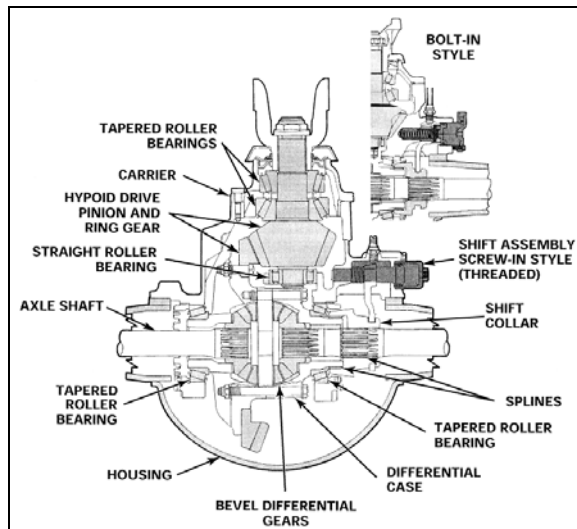 BOLT-IN
STYLE
TAPERED ROLLER
BEARINGS
CARRIER
HYPOID DRIVE
PINION AND
RING GEAR
STRAIGHT ROLLER
BEARING
SHIFT ASSEMBLY
SCREW-IN STYLE
(THREADED)
AXLE SHAFT
SHIFT
COLLAR
TAPERED
ROLLER
BEARING
SPLINES
TAPERED ROLLER
BEARING
HOUSING
DIFFERENTIAL
CASE
BEVEL DIFFERENTIAL
GEARS